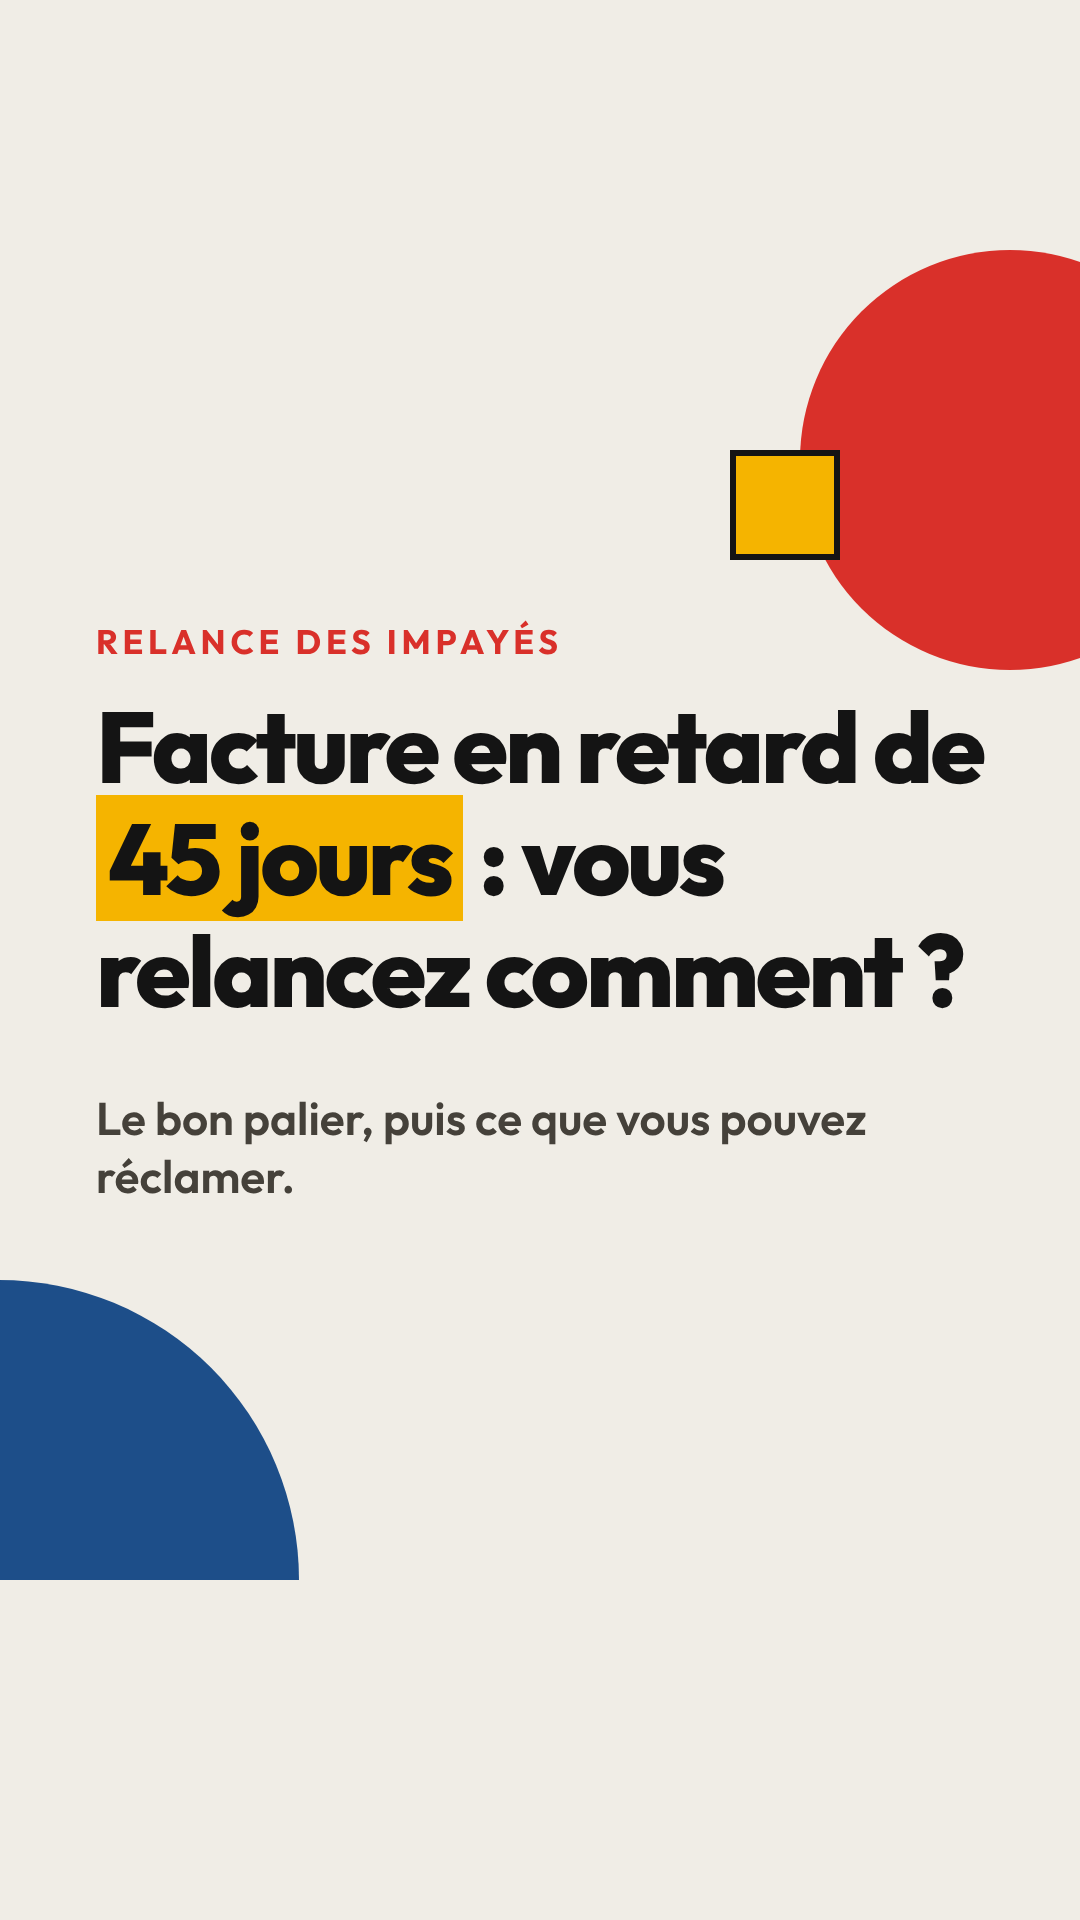 RELANCE DES IMPAYÉS
Facture en retard de
45 jours : vous
relancez comment ?
Le bon palier, puis ce que vous pouvez
réclamer.